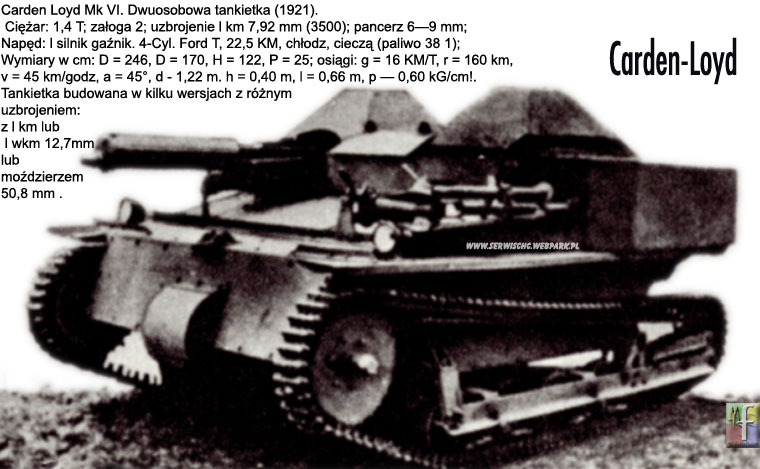 Carden Loyd Mk VI. Dwuosobowa tankietka (1921).
Ciężar: 1,4 T; załoga 2; uzbrojenie l km 7,92 mm (3500); pancerz 6—9 mm;
Napęd: l silnik gaźnik. 4-Cyl. Ford T, 22,5 KM, chłodz, cieczą (paliwo 38 1);
Wymiary w cm: D = 246, D = 170, H = 122, P = 25; osiągi: g = 16 KM/T, r = 160 km,
v = 45 km/godz, a = 45°, d - 1,22 m. h = 0,40 m, l = 0,66 m, p — 0,60 kG/cm!.
Tankietka budowana w kilku wersjach z różnym
uzbrojeniem:
z l km lub
l wkm 12,7mm
lub
moździerzem
50,8 mm .
Carden-Loyd
www.serwischg.webpark.pl